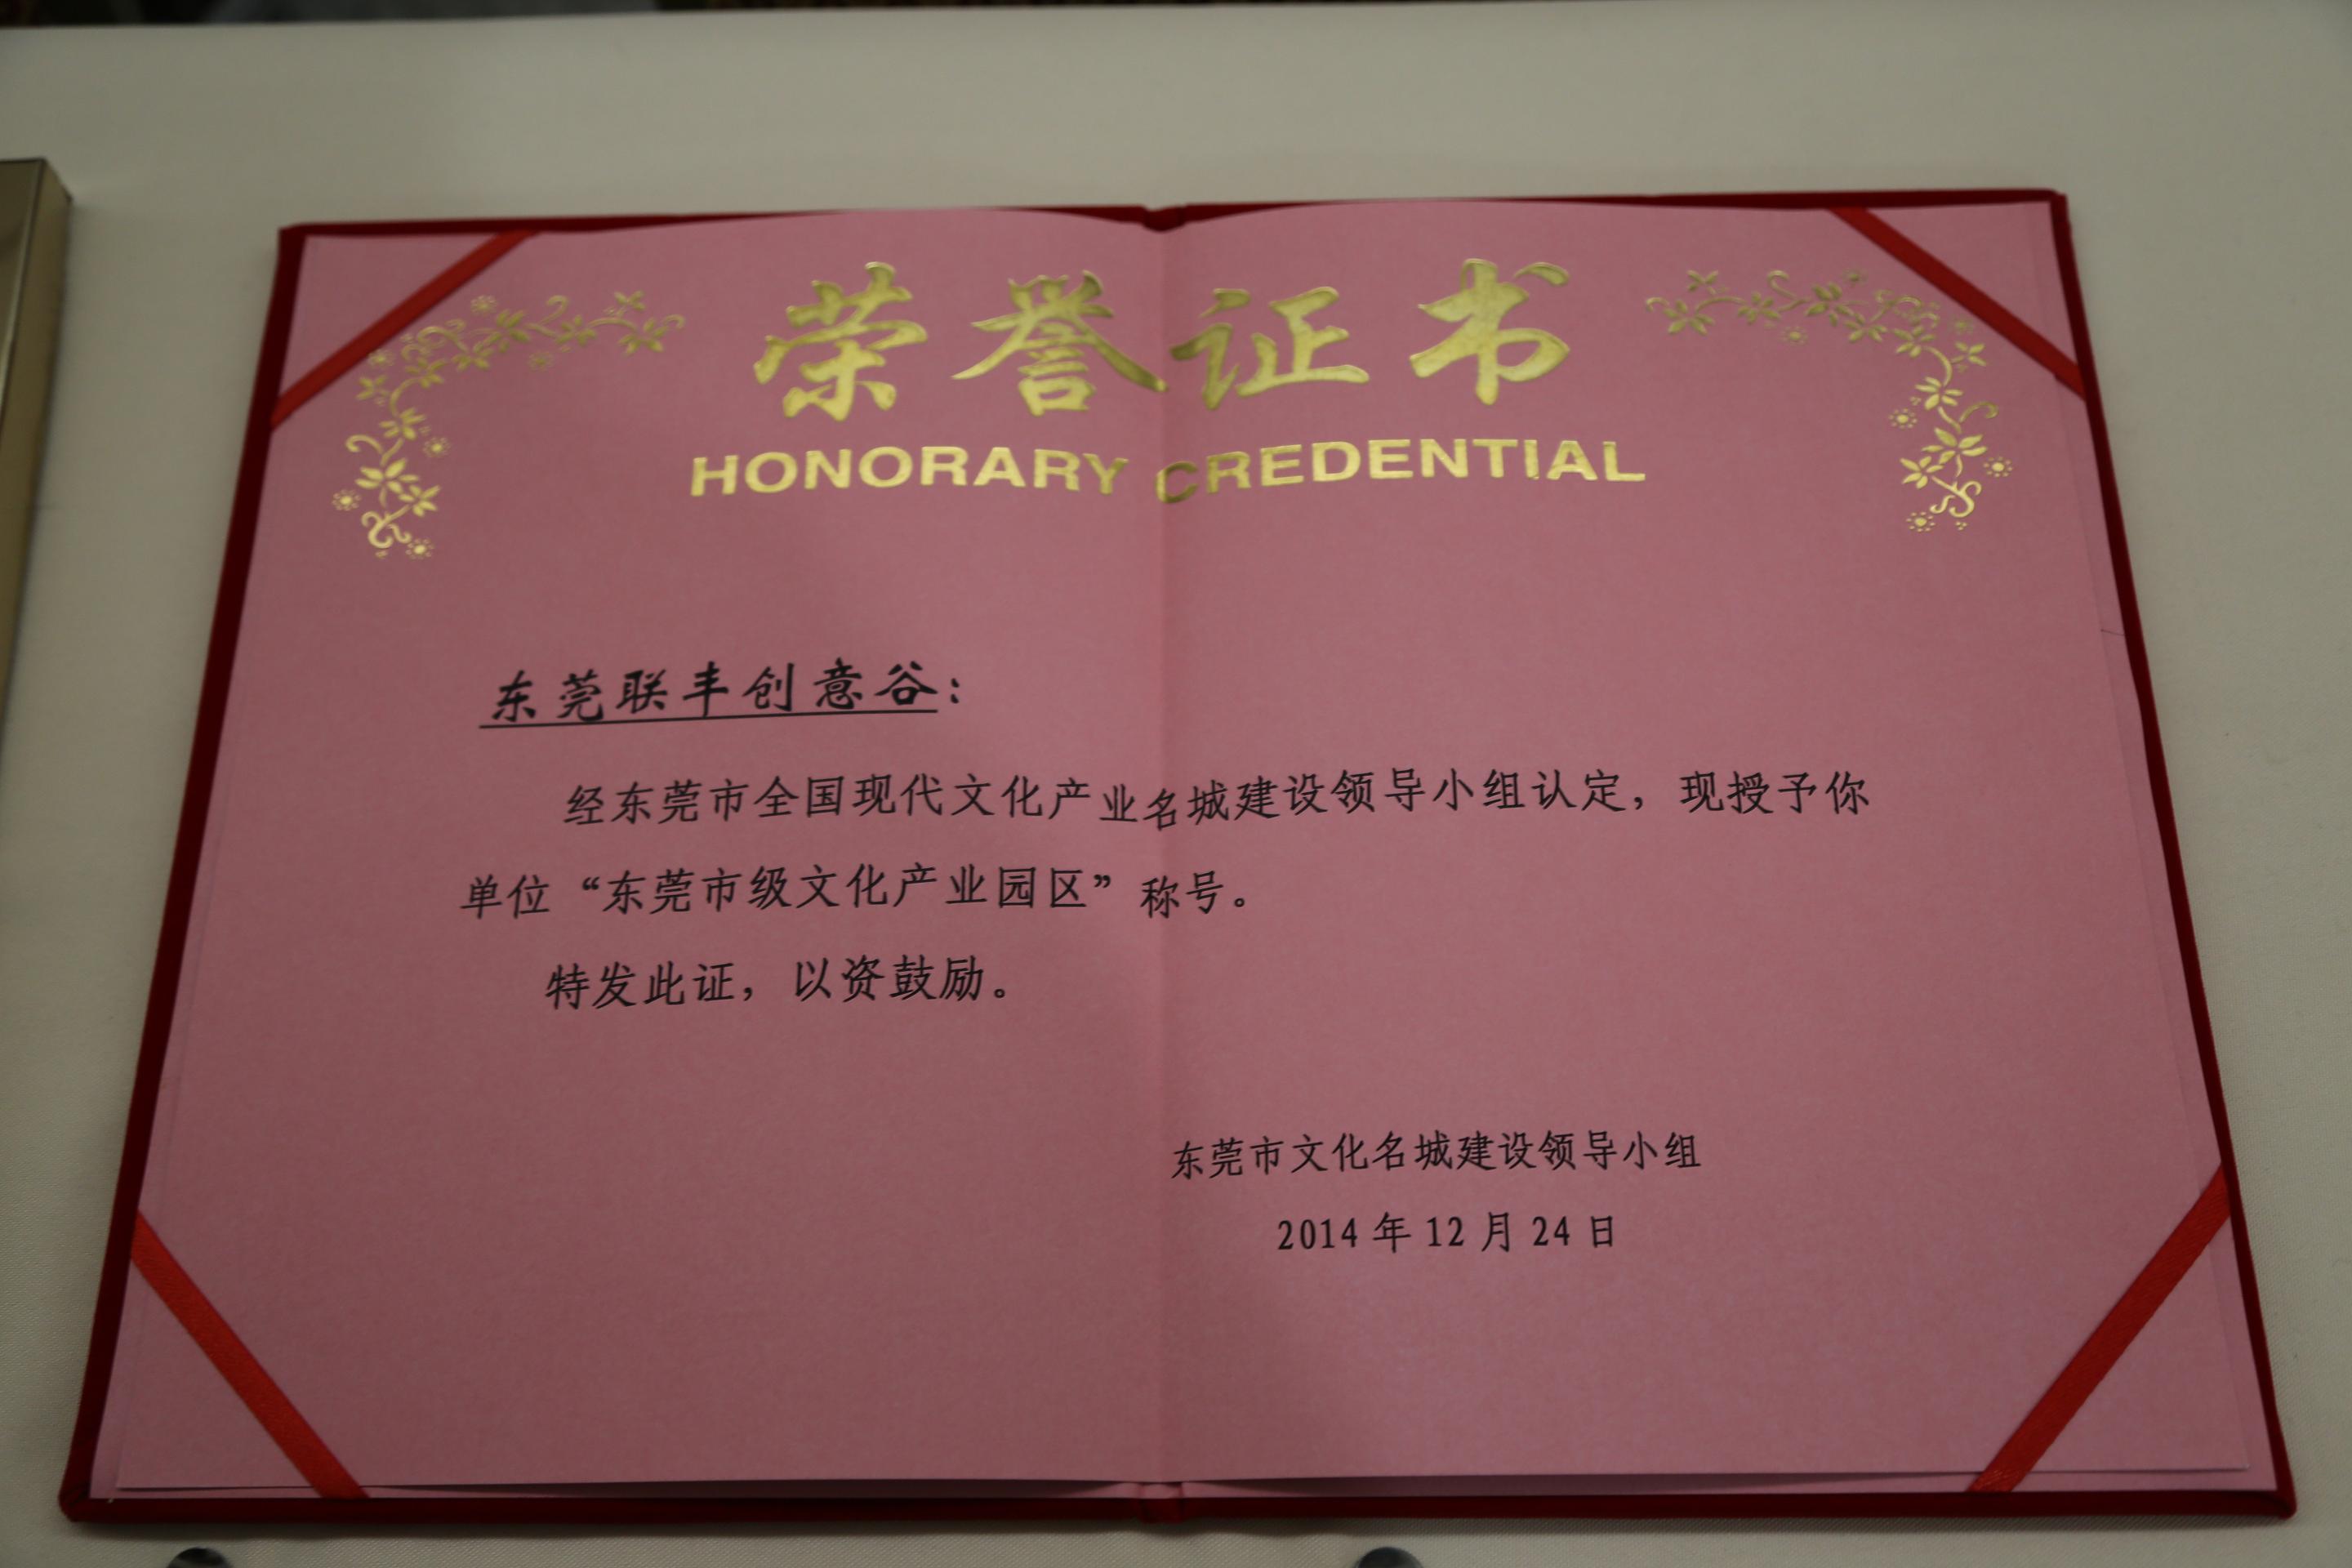 荣誉证书
HONORARY CREDENTIAL
东莞联丰创意谷：
经东莞市全国现代文化产业名城建设领导小组认定，现授予你
单位“东莞市级文化产业园区”称号。
特发此证，以资鼓励。
东莞市文化名城建设领导小组
2014年12月24日